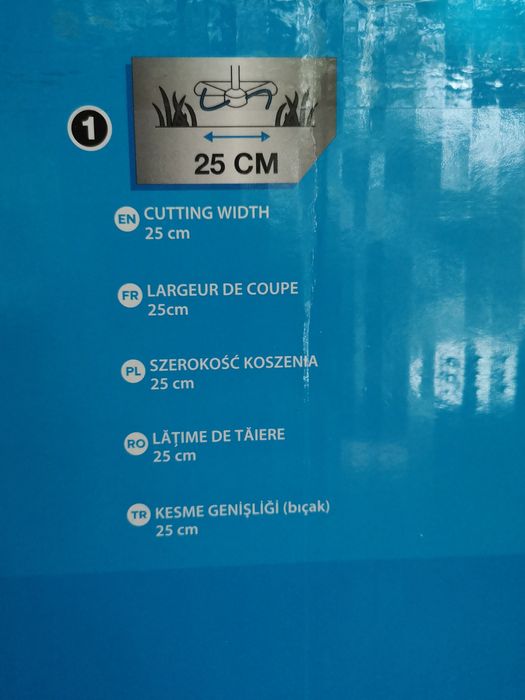 1
25 CM
EN CUTTING WIDTH
25 cm
FR LARGEUR DE COUPE
25cm
PL SZEROKOŚĆ KOSZENIA
25 cm
RO LĂȚIME DE TĂIERE
25 cm
TR KESME GENİŞLİĞİ (bıçak)
25 cm